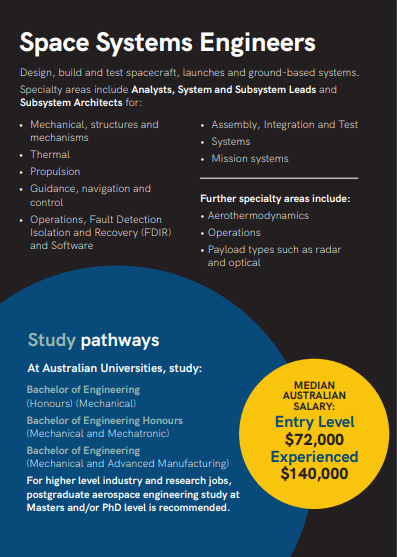 Space Systems Engineers
Design, build and test spacecraft, launches and ground-based systems.
Specialty areas include Analysts, System and Subsystem Leads and
Subsystem Architects for:
• Mechanical, structures and
mechanisms
• Thermal
• Propulsion
• Guidance, navigation and
control
• Operations, Fault Detection
Isolation and Recovery (FDIR)
and Software
• Assembly, Integration and Test
• Systems
• Mission systems
Further specialty areas include:
• Aerothermodynamics
• Operations
• Payload types such as radar
and optical
Study pathways
At Australian Universities, study:
Bachelor of Engineering
(Honours) (Mechanical)
Bachelor of Engineering Honours
(Mechanical and Mechatronic)
Bachelor of Engineering
(Mechanical and Advanced Manufacturing)
For higher level industry and research jobs,
postgraduate aerospace engineering study at
Masters and/or PhD level is recommended.
MEDIAN
AUSTRALIAN
SALARY:
Entry Level
$72,000
Experienced
$140,000